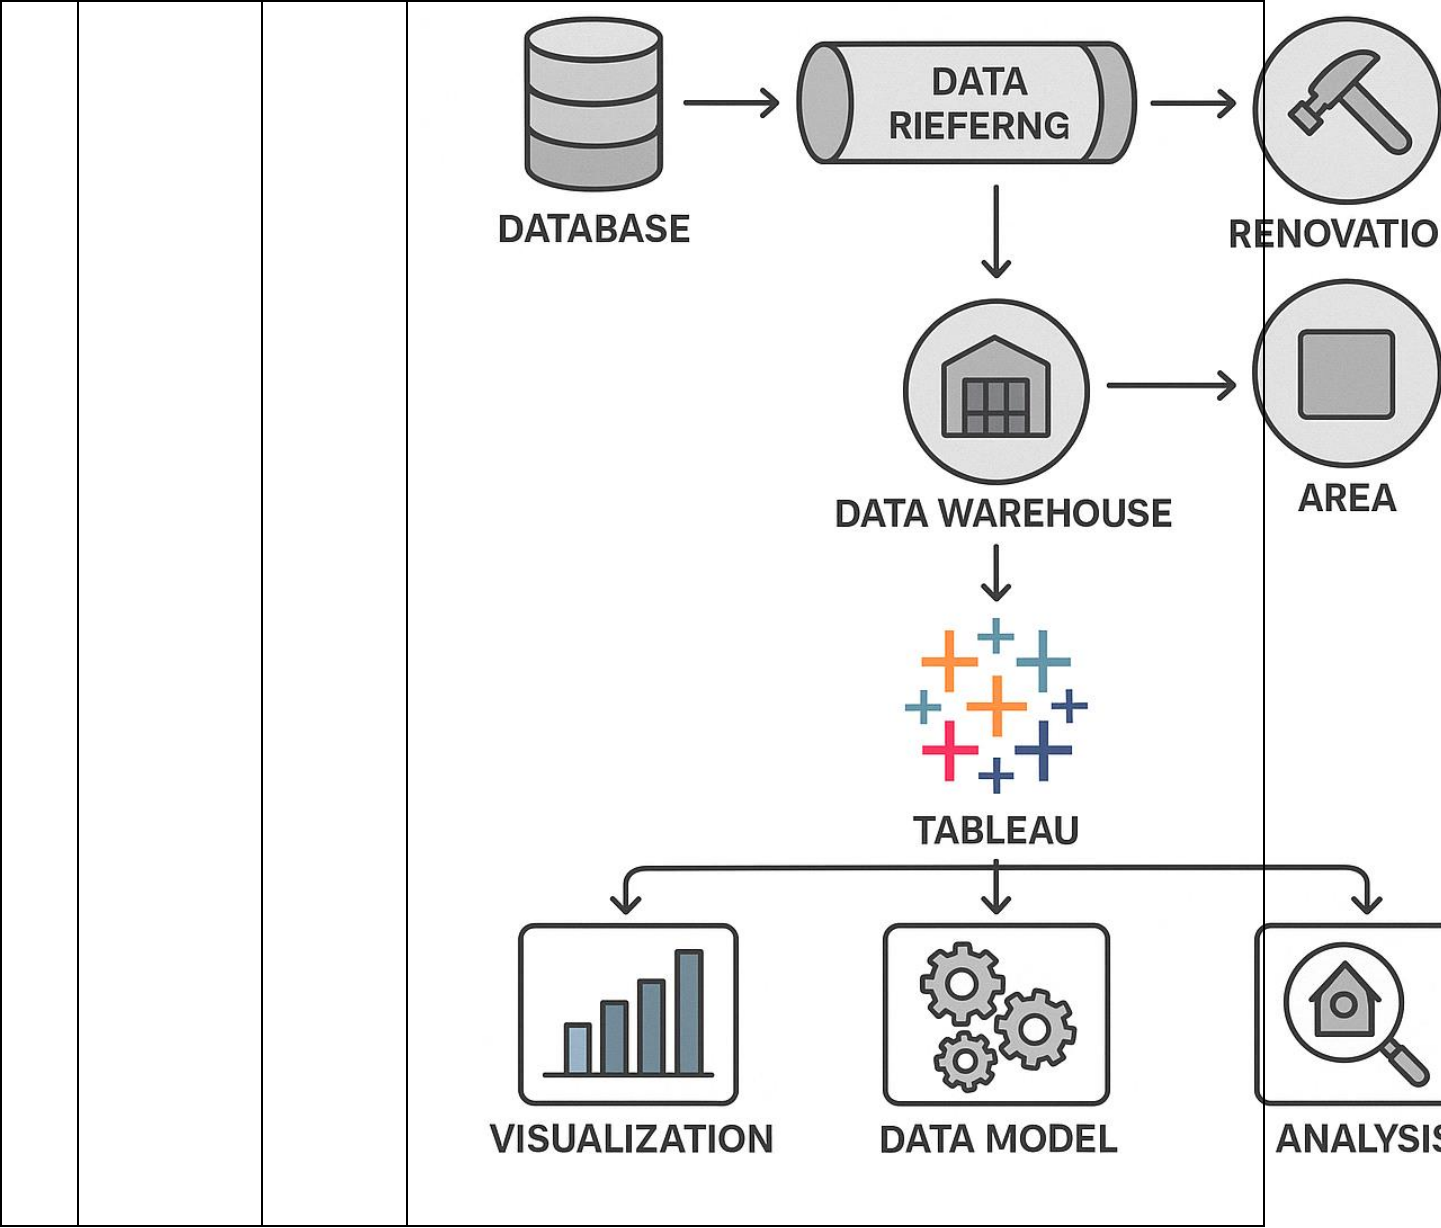 DATA
RIEFERNG
DATABASE
RENOVATIO
DATA WAREHOUSE
AREA
TABLEAU
VISUALIZATION
DATA MODEL
ANALYSIS